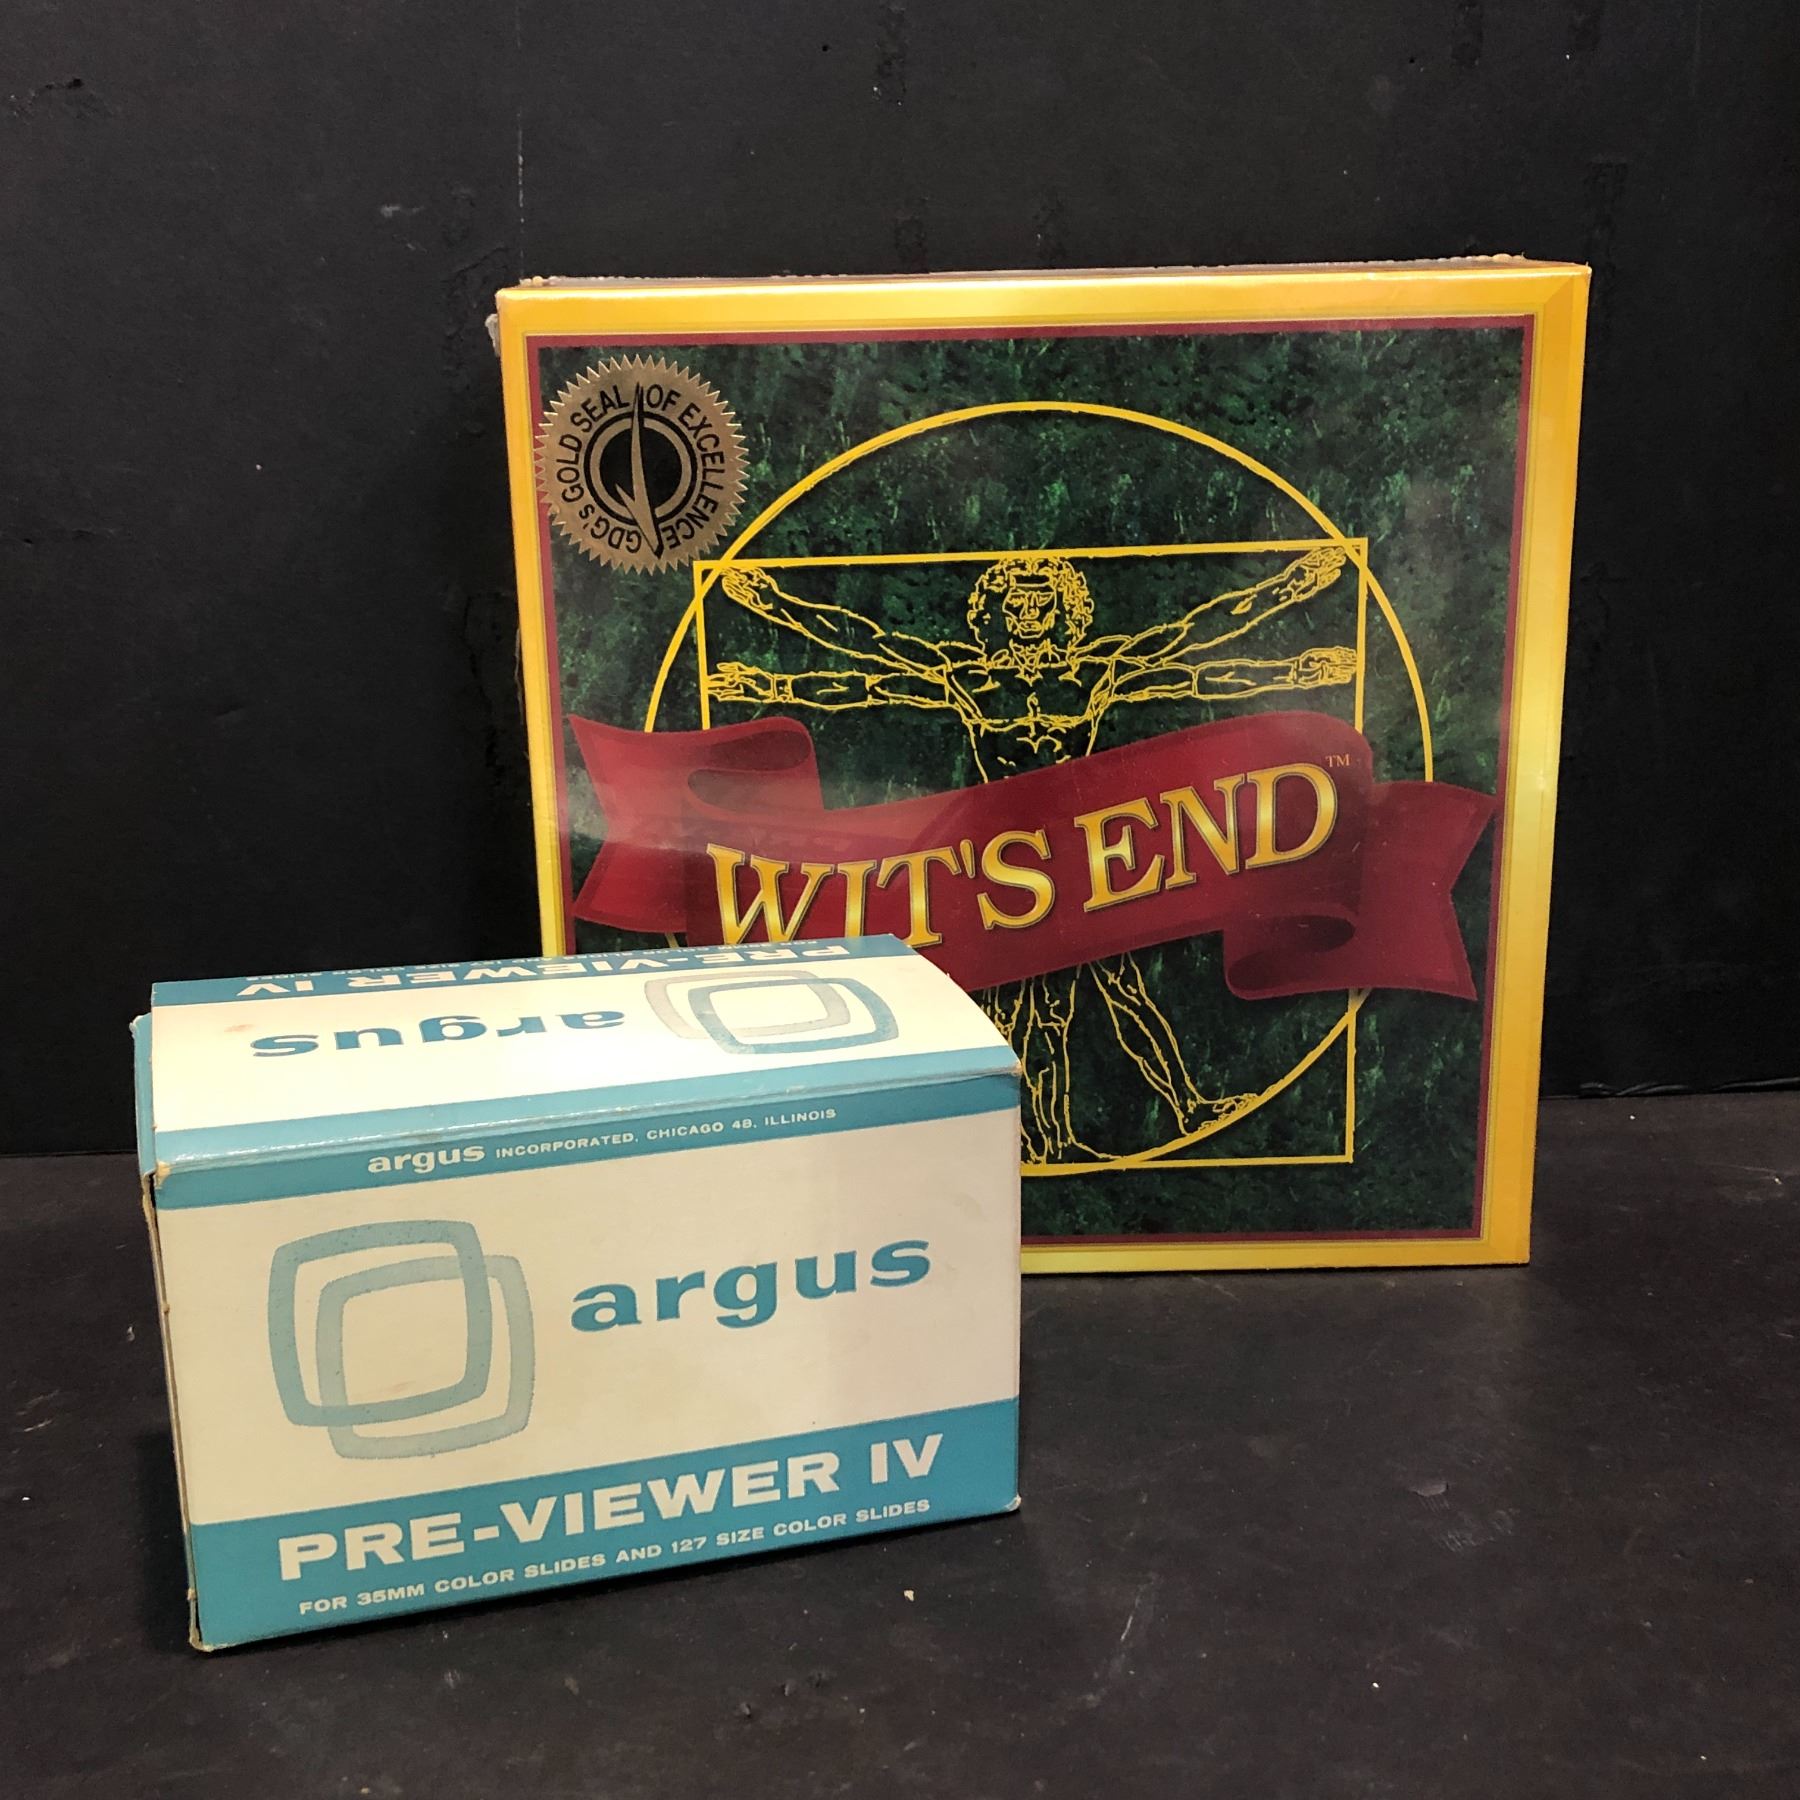 GDG's GOLD SEAL OF EXCELLENCE
WIT'S END™
PRE-VIEWER IV
argus
argus INCORPORATED, CHICAGO 48, ILLINOIS
argus
PRE-VIEWER IV
FOR 35MM COLOR SLIDES AND 127 SIZE COLOR SLIDES